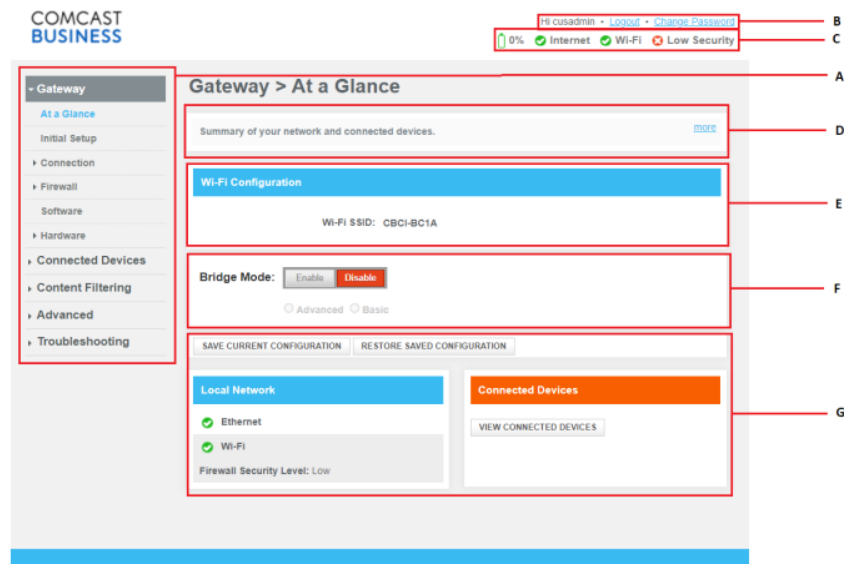 COMCAST
BUSINESS
Hi cusadmin • Logout • Change Password
B
0% Internet Wi-Fi Low Security
C
A
Gateway
Gateway > At a Glance
At a Glance
Summary of your network and connected devices. more
D
Initial Setup
Connection
Wi-Fi Configuration
Firewall
E
Software
Wi-Fi SSID: CBCI-BC1A
Hardware
Connected Devices
Bridge Mode: Enable Disable
Content Filtering
F
Advanced Basic
Advanced
Troubleshooting
SAVE CURRENT CONFIGURATION RESTORE SAVED CONFIGURATION
Local Network
Connected Devices
G
Ethernet
VIEW CONNECTED DEVICES
Wi-Fi
Firewall Security Level: Low